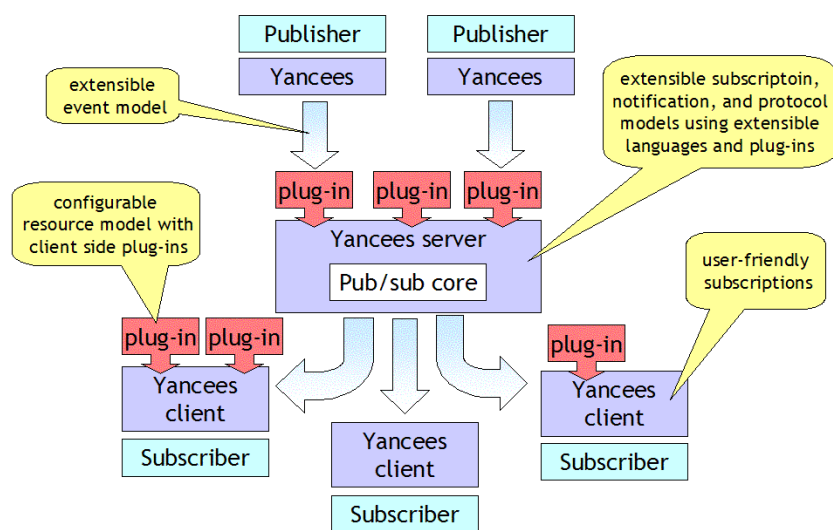 Publisher
Publisher
Yancees
Yancees
extensible
event model
extensible subscriptoin,
notification, and protocol
models using extensible
languages and plug-ins
plug-in
plug-in
plug-in
configurable
resource model with
client side plug-ins
Yancees server
Pub/sub core
user-friendly
subscriptions
plug-in
plug-in
plug-in
Yancees
client
Yancees
client
Subscriber
Yancees
client
Subscriber
Subscriber